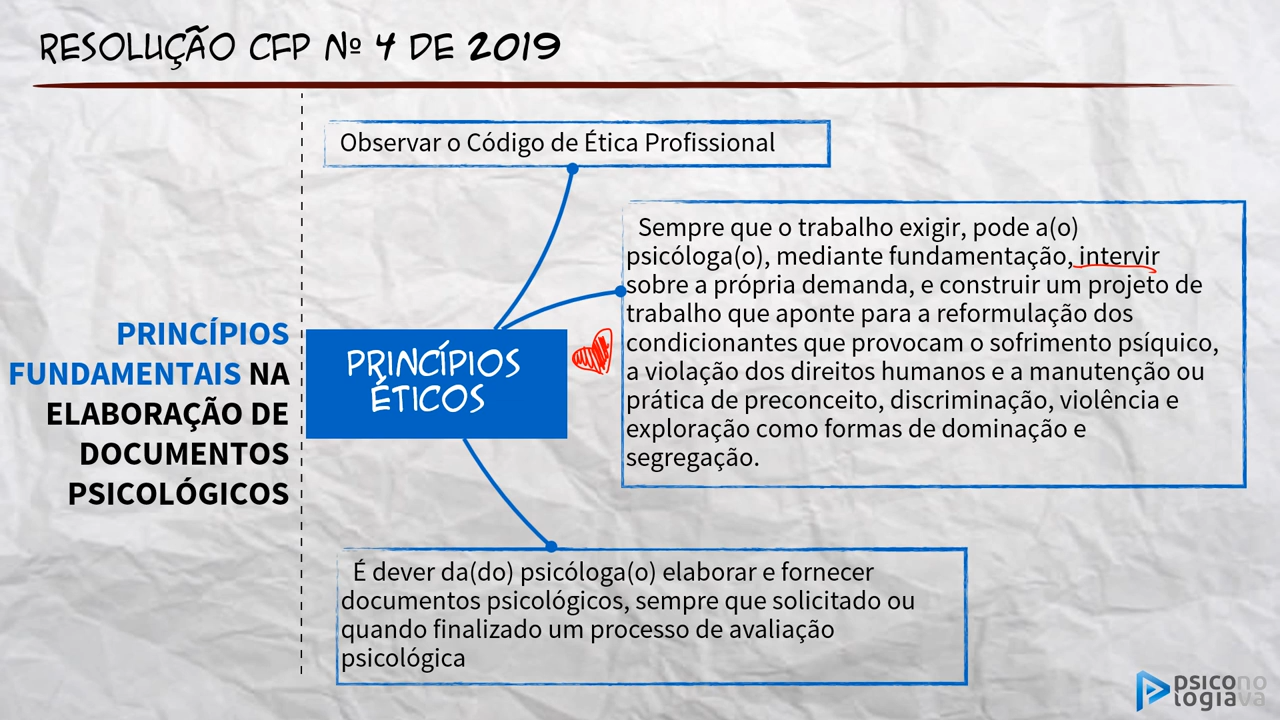 RESOLUÇÃO CFP Nº 4 DE 2019
Observar o Código de Ética Profissional
Sempre que o trabalho exigir, pode a(o)
psicóloga(o), mediante fundamentação, intervir
sobre a própria demanda, e construir um projeto de
trabalho que aponte para a reformulação dos
condicionantes que provocam o sofrimento psíquico,
a violação dos direitos humanos e a manutenção ou
prática de preconceito, discriminação, violência e
exploração como formas de dominação e
segregação.
PRINCÍPIOS
FUNDAMENTAIS NA
ELABORAÇÃO DE
DOCUMENTOS
PSICOLÓGICOS
PRINCÍPIOS
ÉTICOS
É dever da(do) psicóloga(o) elaborar e fornecer
documentos psicológicos, sempre que solicitado ou
quando finalizado um processo de avaliação
psicológica
psicono
logiava